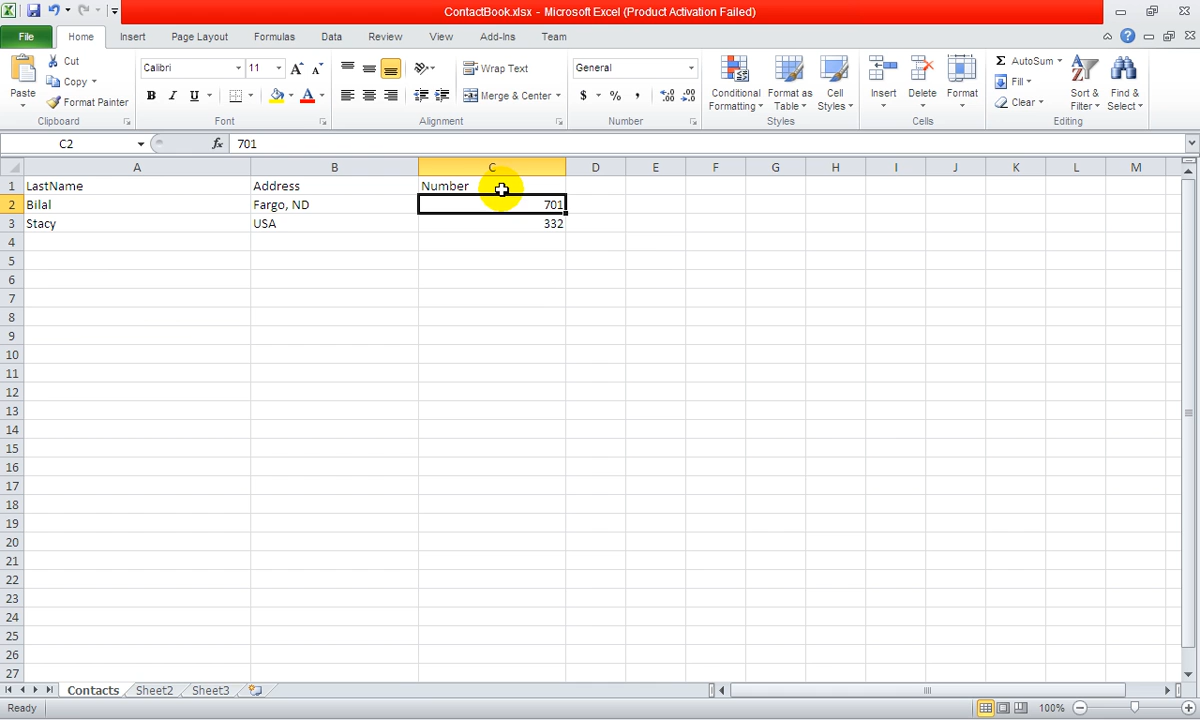 ContactBook.xlsx - Microsoft Excel (Product Activation Failed)
File Home Insert Page Layout Formulas Data Review View Add-Ins Team
Paste Cut Copy Format Painter Clipboard
Calibri 11 A A B I U A Font
Wrap Text Merge & Center Alignment
General $ % , .0 .00 .00 .0 Number
Conditional Formatting Format as Table Cell Styles Styles
Insert Delete Format Cells
Σ AutoSum Fill Clear Sort & Filter Find & Select Editing
C2 fx 701
A B C D E F G H I J K L M
1 LastName Address Number
2 Bilal Fargo, ND 701
3 Stacy USA 332
4
5
6
7
8
9
10
11
12
13
14
15
16
17
18
19
20
21
22
23
24
25
26
27
Contacts Sheet2 Sheet3
Ready 100%